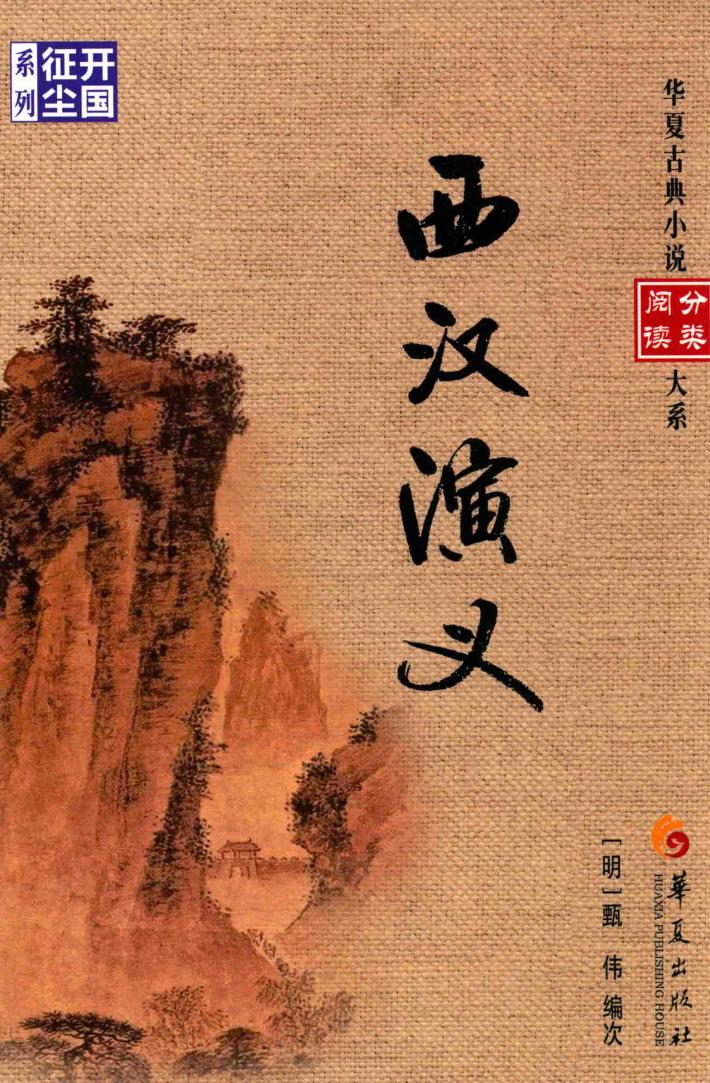 开国
征尘
系列
华夏古典小说
分类
阅读
大系
西汉演义
［明］甄 伟 编次
華夏出版社
HUAXIA PUBLISHING HOUSE